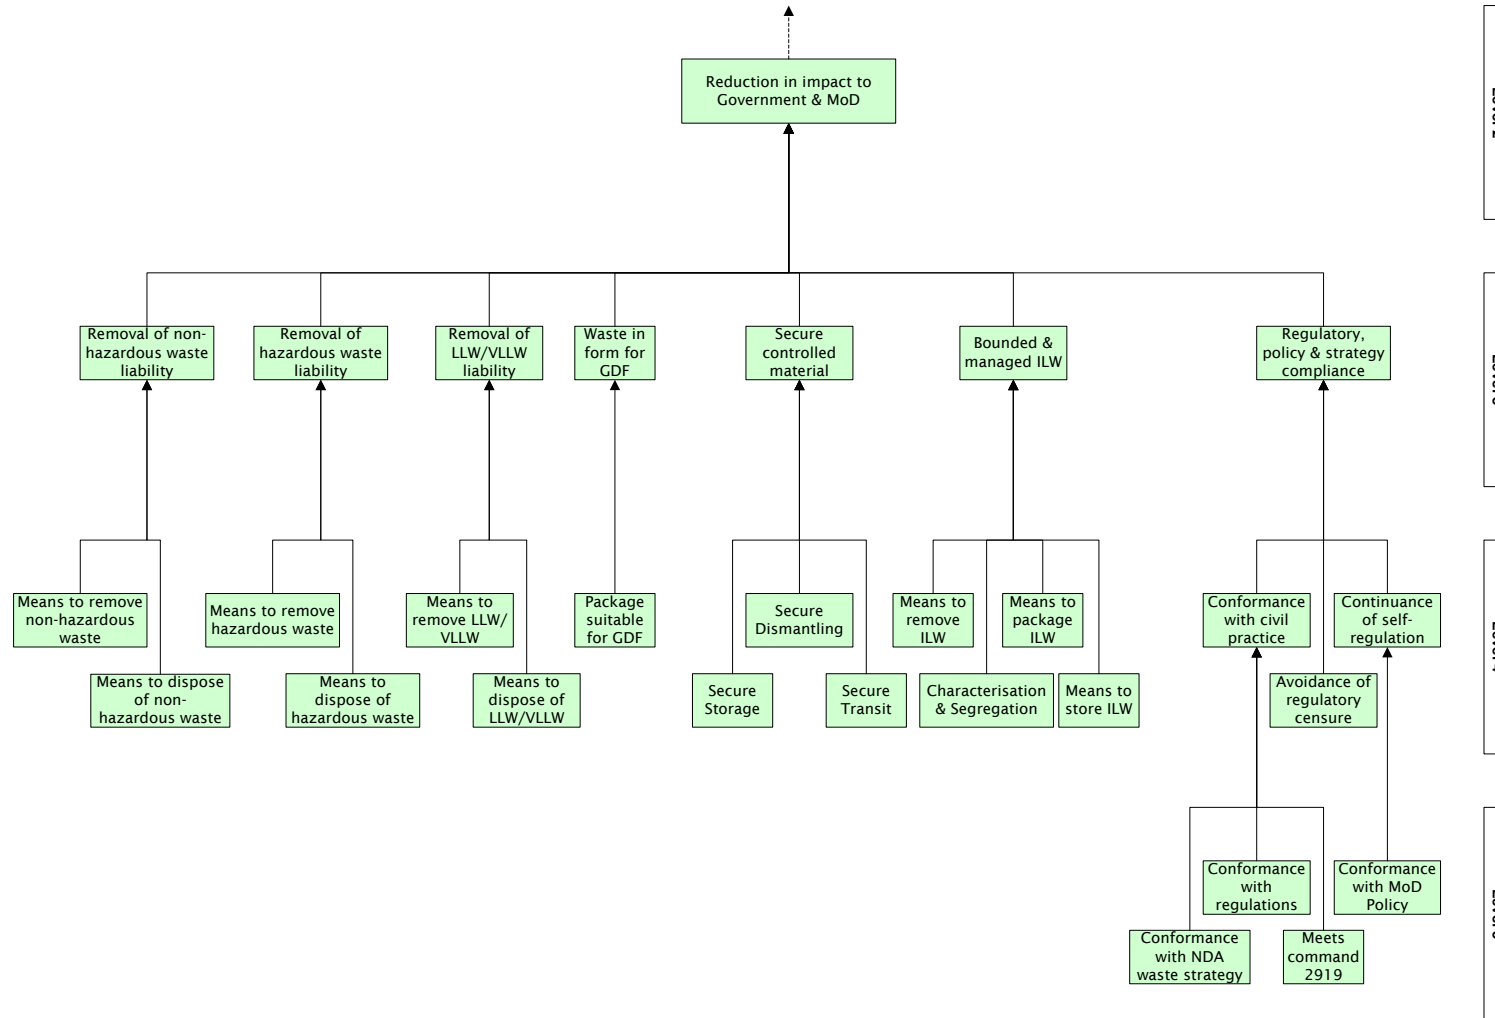 Reduction in impact to
Government & MoD
Removal of non-
hazardous waste
liability
Removal of
hazardous waste
liability
Removal of
LLW/VLLW
liability
Waste in
form for
GDF
Secure
controlled
material
Bounded &
managed ILW
Regulatory,
policy & strategy
compliance
Means to remove
non-hazardous
waste
Means to remove
hazardous waste
Means to
remove LLW/
VLLW
Package
suitable
for GDF
Secure
Dismantling
Means to
remove
ILW
Means to
package
ILW
Conformance
with civil
practice
Continuance
of self-
regulation
Means to dispose
of non-
hazardous waste
Means to
dispose of
hazardous waste
Means to
dispose of
LLW/VLLW
Secure
Storage
Secure
Transit
Characterisation
& Segregation
Means to
store ILW
Avoidance of
regulatory
censure
Conformance
with
regulations
Conformance
with MoD
Policy
Conformance
with NDA
waste strategy
Meets
command
2919